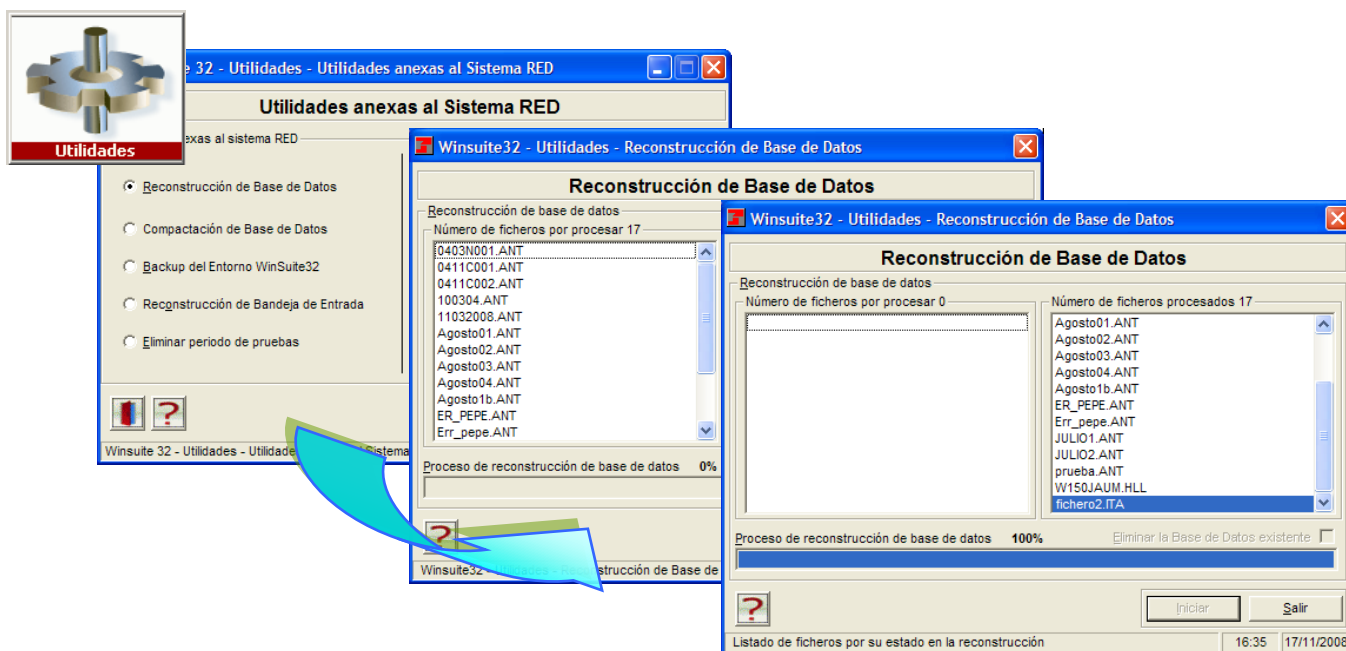 Utilidades
32 - Utilidades - Utilidades anexas al Sistema RED
Utilidades anexas al Sistema RED
exas al sistema RED
Reconstrucción de Base de Datos
Compactación de Base de Datos
Backup del Entorno WinSuite32
Recgnstrucción de Bandeja de Entrada
Eliminar periodo de pruebas
?
Winsuite 32 - Utilidades - Utilidade
Sistema
Winsuite32 - Utilidades - Reconstrucción de Base de Datos
Reconstrucción de Base de Datos
Reconstrucción de base de datos
Número de ficheros por procesar 17
0403N001.ANT
0411C001.ANT
0411C002.ANT
100304.ANT
11032008.ANT
Agosto01.ANT
Agosto02.ANT
Agosto03.ANT
Agosto04.ANT
Agosto1b.ANT
ER_PEPE.ANT
Err_pepe.ANT
Proceso de reconstrucción de base de datos 0%
?
Winsuite32 - Utilidades - Reconstrucción de Base de
Winsuite32 - Utilidades - Reconstrucción de Base de Datos
Reconstrucción de Base de Datos
Reconstrucción de base de datos
Número de ficheros por procesar 0
Número de ficheros procesados 17
Agosto01.ANT
Agosto02.ANT
Agosto03.ANT
Agosto04.ANT
Agosto1b.ANT
ER_PEPE.ANT
Err_pepe.ANT
JULIO1.ANT
JULIO2.ANT
prueba.ANT
W150JAUM.HLL
fichero2.ITA
Proceso de reconstrucción de base de datos 100%
Eliminar la Base de Datos existente
?
Iniciar
Salir
Listado de ficheros por su estado en la reconstrucción
16:35
17/11/2008